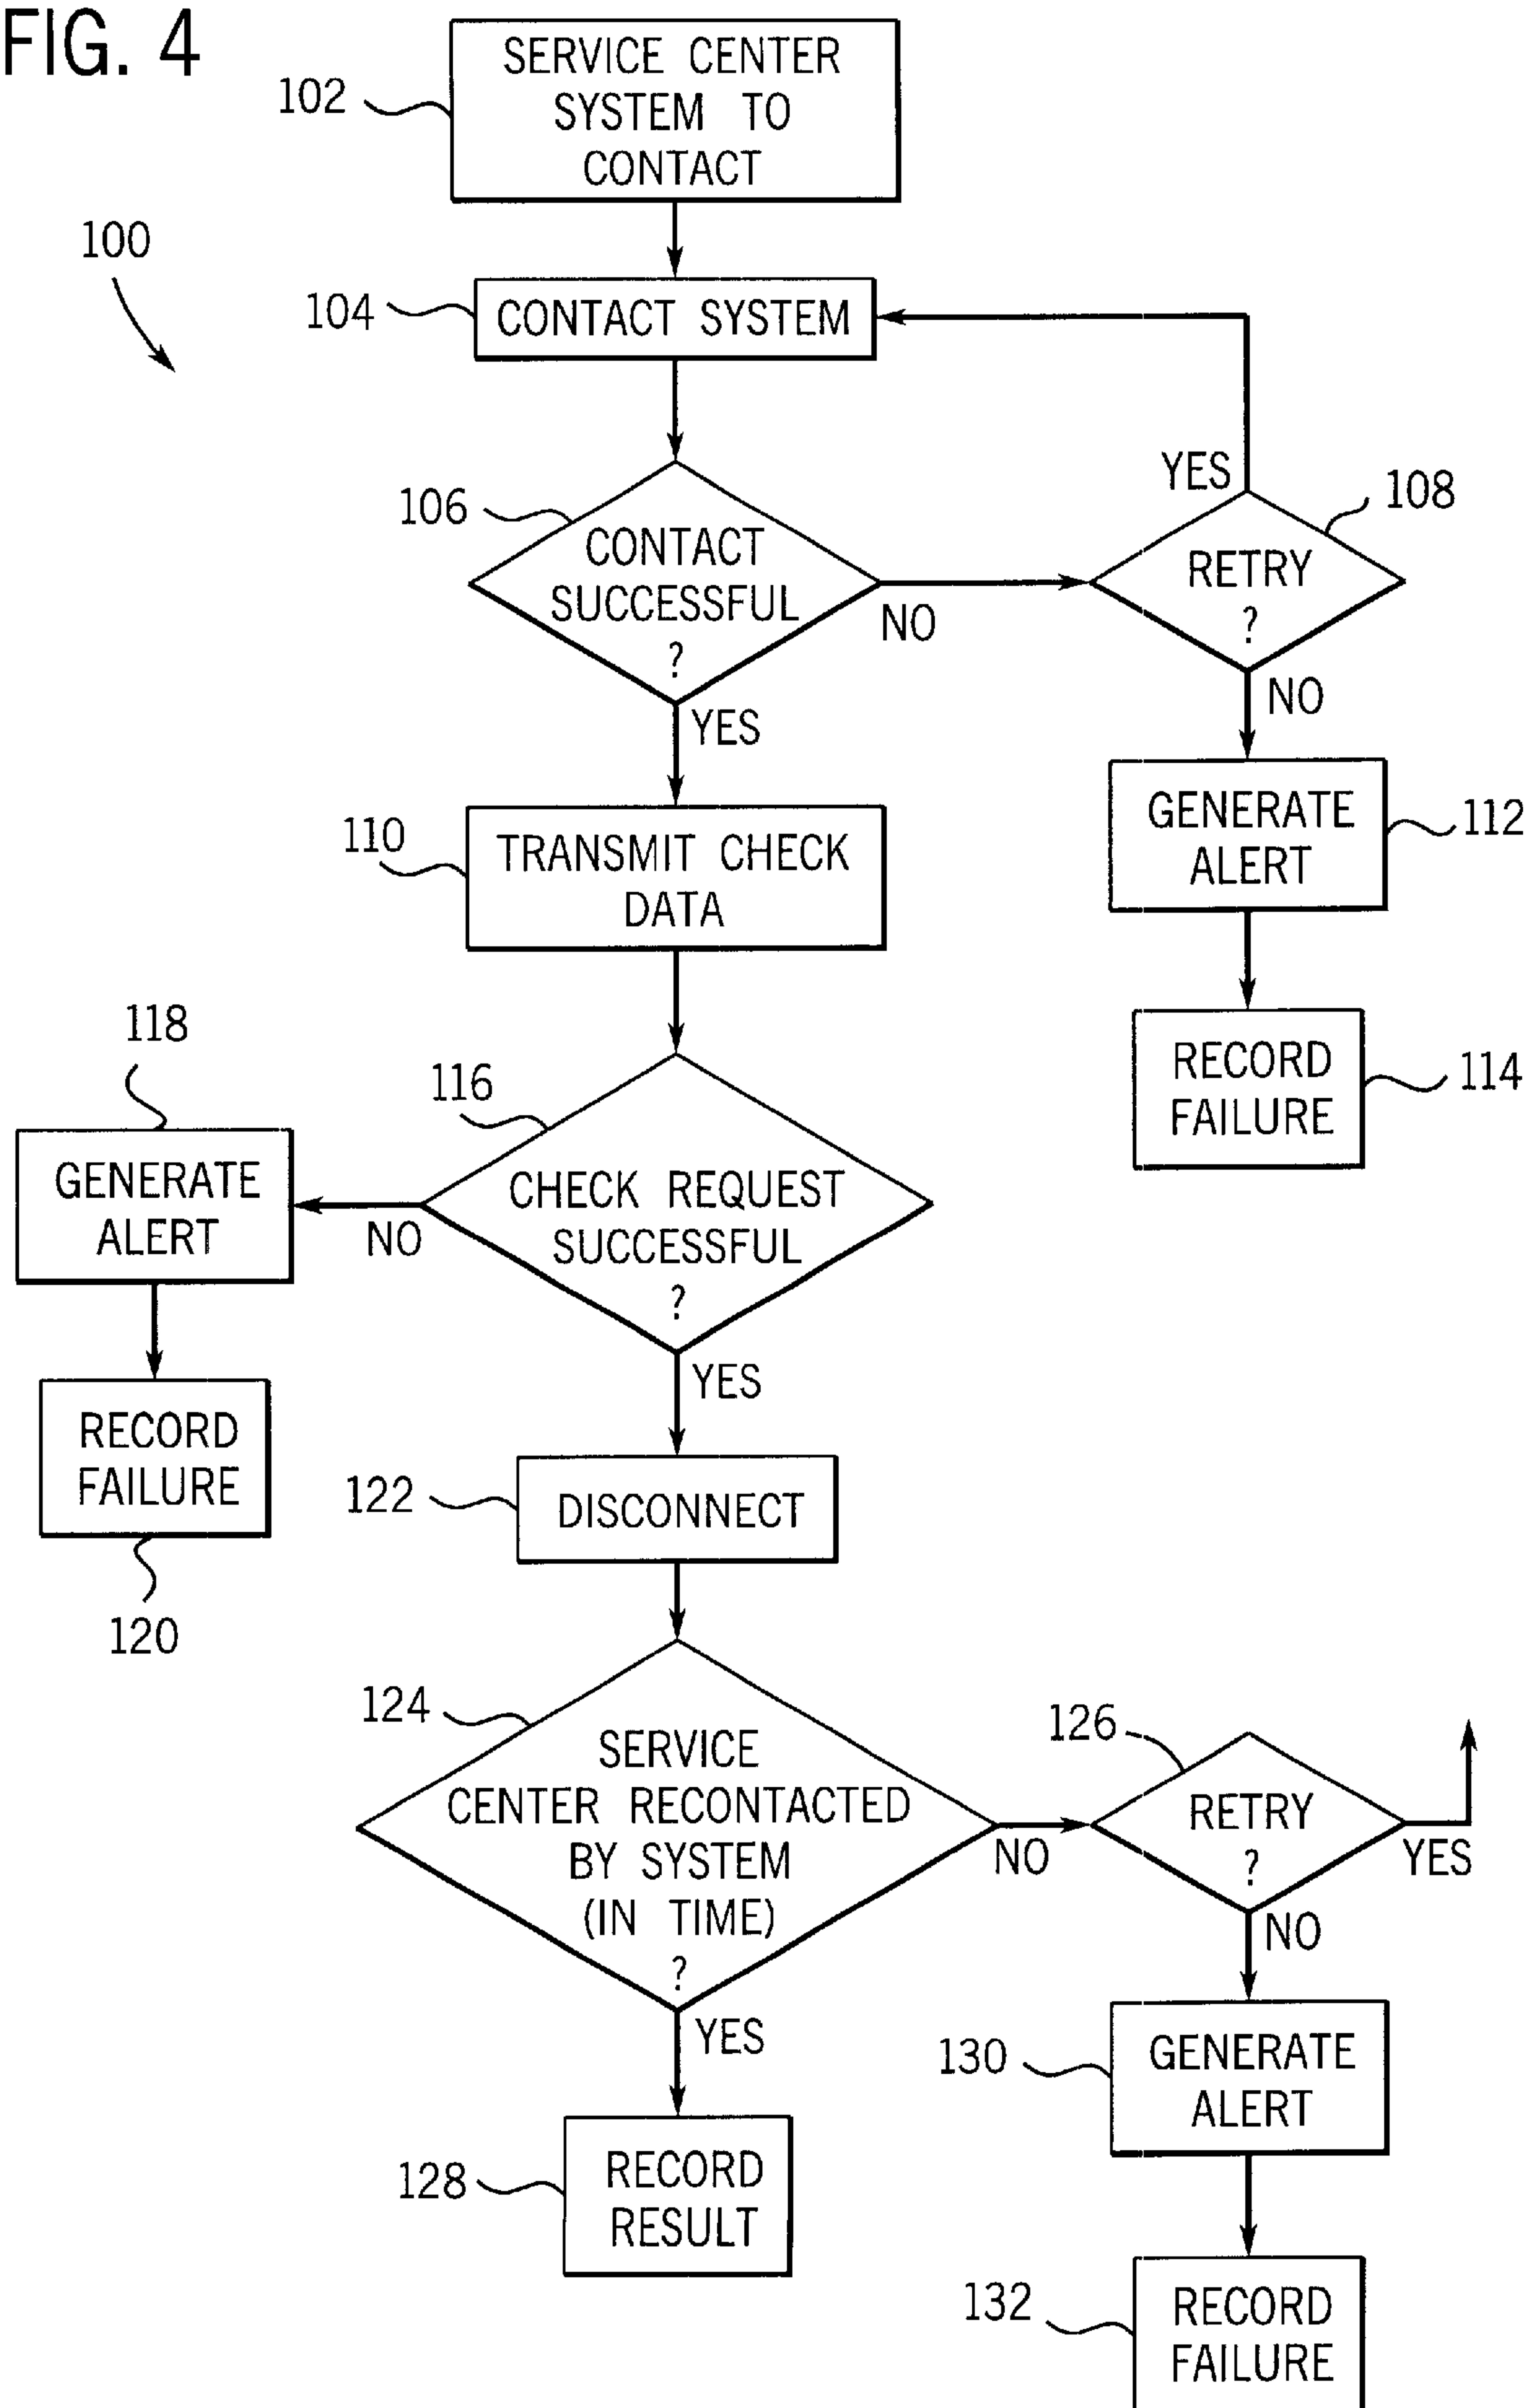 FIG. 4
SERVICE CENTER
SYSTEM TO
CONTACT
102
100
104
CONTACT SYSTEM
106
CONTACT
SUCCESSFUL
?
NO
YES
YES
108
RETRY
?
NO
110
TRANSMIT CHECK
DATA
GENERATE
ALERT
112
RECORD
FAILURE
114
116
CHECK REQUEST
SUCCESSFUL
?
NO
YES
118
GENERATE
ALERT
RECORD
FAILURE
120
122
DISCONNECT
124
SERVICE
CENTER RECONTACTED
BY SYSTEM
(IN TIME)
?
NO
YES
126
RETRY
?
YES
NO
128
RECORD
RESULT
130
GENERATE
ALERT
132
RECORD
FAILURE